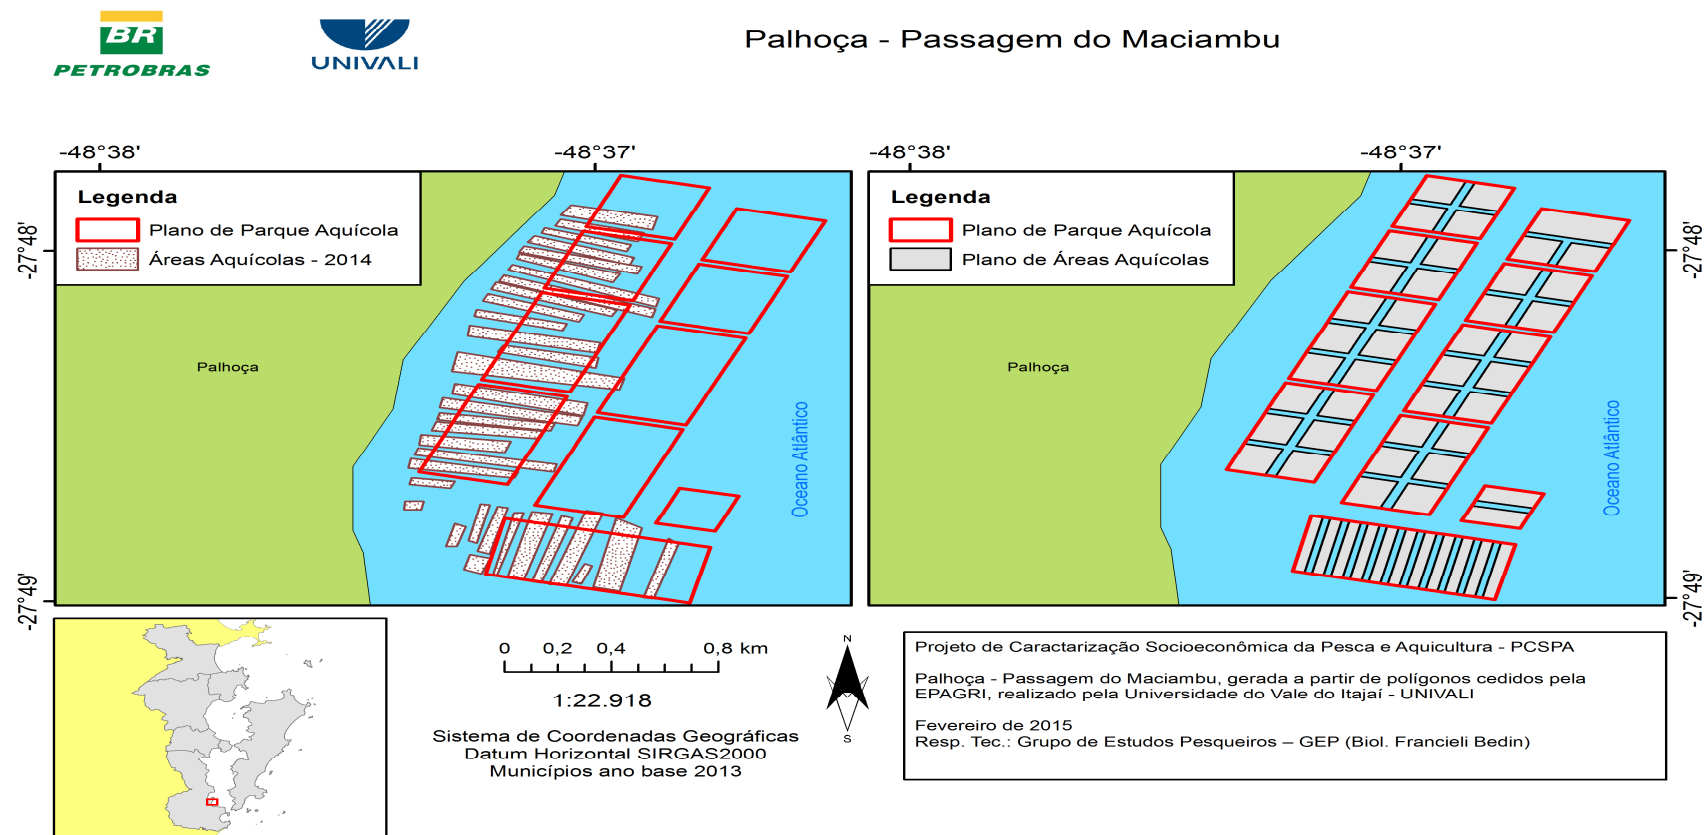 BR
PETROBRAS
UNIVALI
Palhoça - Passagem do Maciambu
-48°38'
-48°37'
-48°38'
-48°37'
Legenda
Plano de Parque Aquícola
Áreas Aquícolas - 2014
Legenda
Plano de Parque Aquícola
Plano de Áreas Aquícolas
-27°48'
-27°48'
Palhoça
Oceano Atlântico
Palhoça
Oceano Atlântico
-27°49'
-27°49'
0 0,2 0,4 0,8 km
1:22.918
Sistema de Coordenadas Geográficas
Datum Horizontal SIRGAS2000
Municípios ano base 2013
N
S
Projeto de Caractarização Socioeconômica da Pesca e Aquicultura - PCSPA
Palhoça - Passagem do Maciambu, gerada a partir de polígonos cedidos pela
EPAGRI, realizado pela Universidade do Vale do Itajaí - UNIVALI
Fevereiro de 2015
Resp. Tec.: Grupo de Estudos Pesqueiros – GEP (Biol. Francieli Bedin)